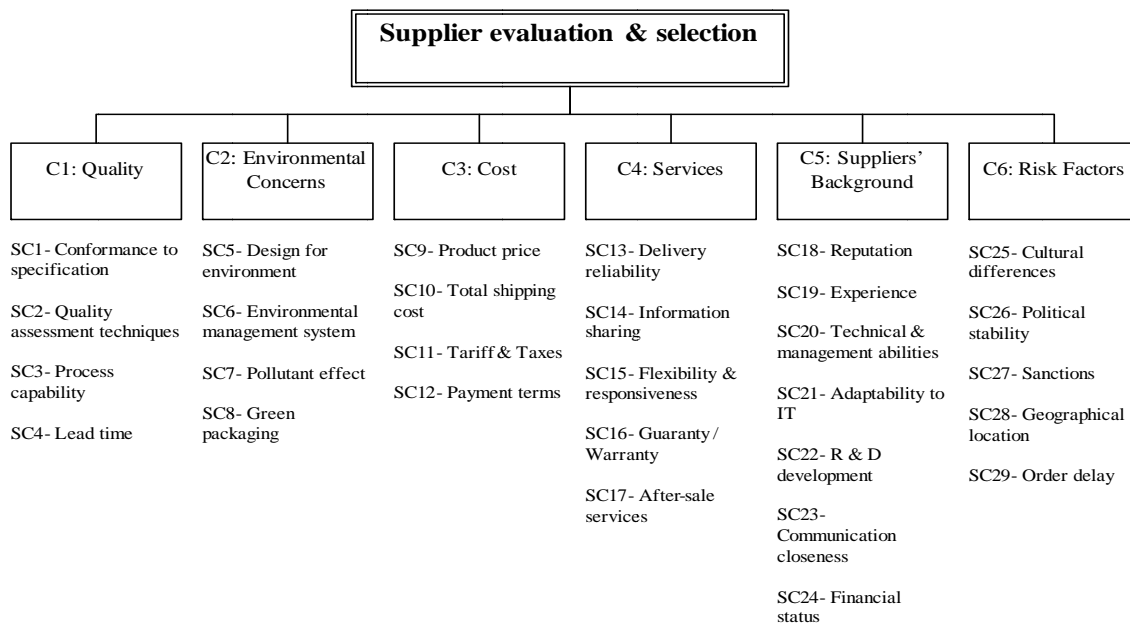 Supplier evaluation & selection
C1: Quality
C2: Environmental
Concerns
C3: Cost
C4: Services
C5: Suppliers’
Background
C6: Risk Factors
SC1- Conformance to
specification
SC2- Quality
assessment techniques
SC3- Process
capability
SC4- Lead time
SC5- Design for
environment
SC6- Environmental
management system
SC7- Pollutant effect
SC8- Green
packaging
SC9- Product price
SC10- Total shipping
cost
SC11- Tariff & Taxes
SC12- Payment terms
SC13- Delivery
reliability
SC14- Information
sharing
SC15- Flexibility &
responsiveness
SC16- Guaranty /
Warranty
SC17- After-sale
services
SC18- Reputation
SC19- Experience
SC20- Technical &
management abilities
SC21- Adaptability to
IT
SC22- R & D
development
SC23-
Communication
closeness
SC24- Financial
status
SC25- Cultural
differences
SC26- Political
stability
SC27- Sanctions
SC28- Geographical
location
SC29- Order delay